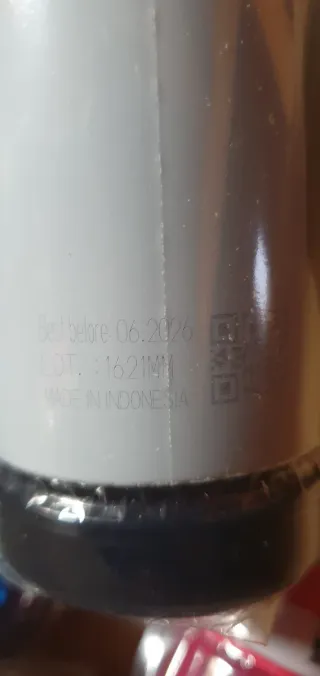 Best before 06.2026
LOT. :1621MM
MADE IN INDONESIA